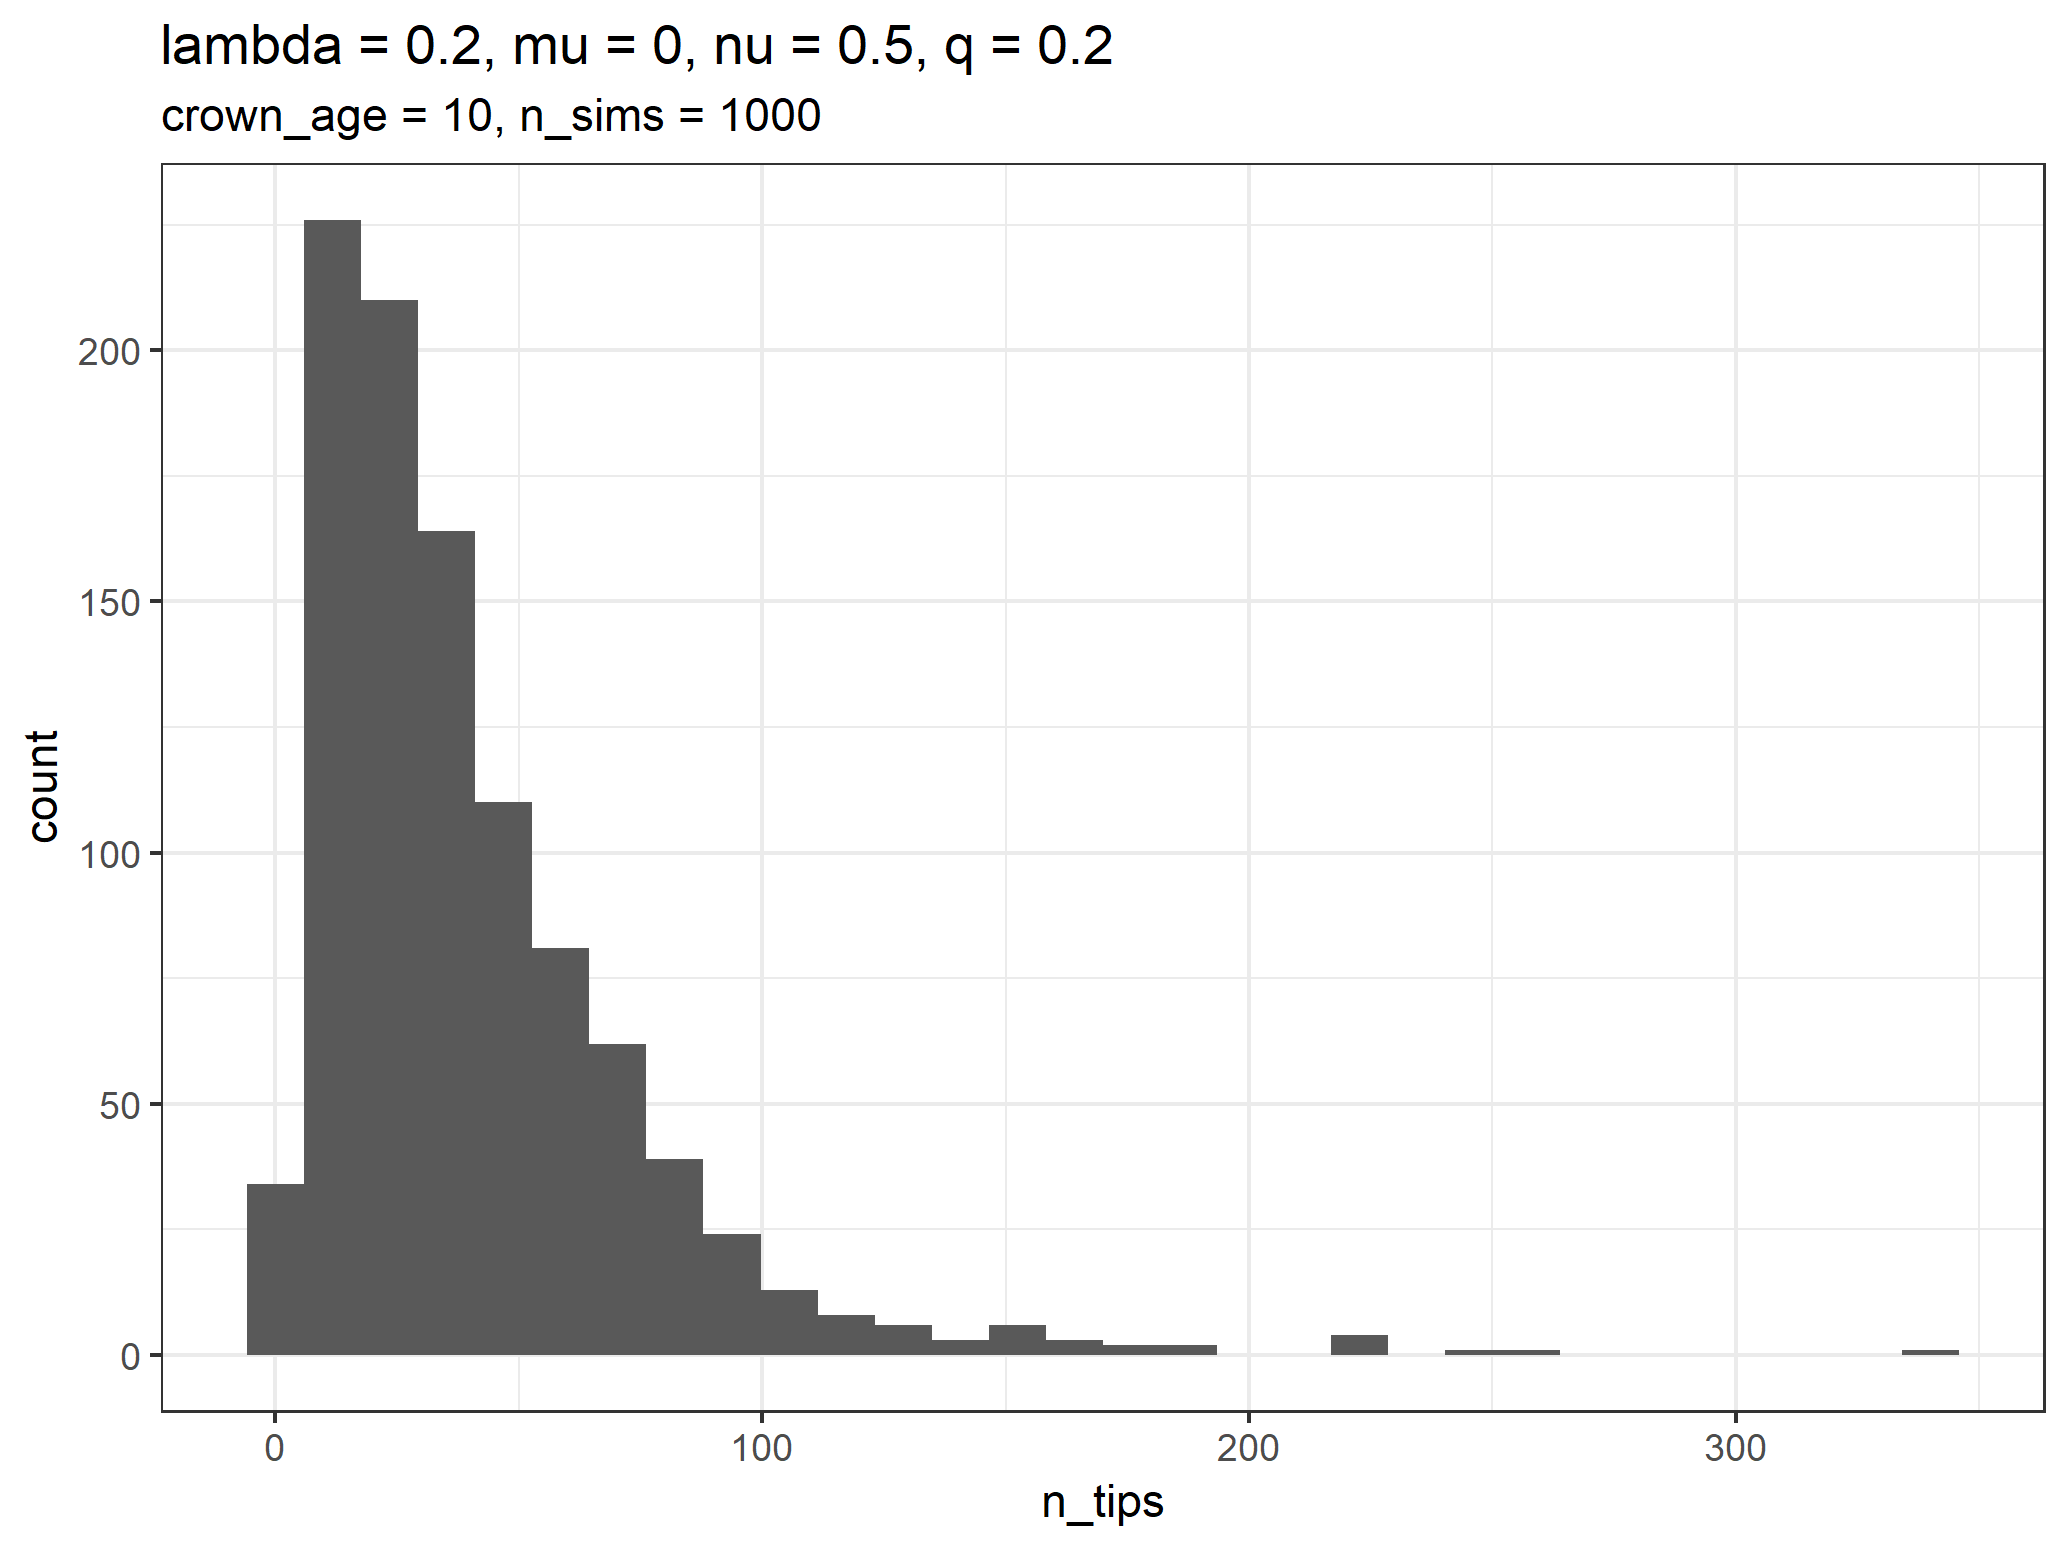 lambda = 0.2, mu = 0, nu = 0.5, q = 0.2
crown_age = 10, n_sims = 1000
200
150
100
50
0
count
0 100 200 300
n_tips